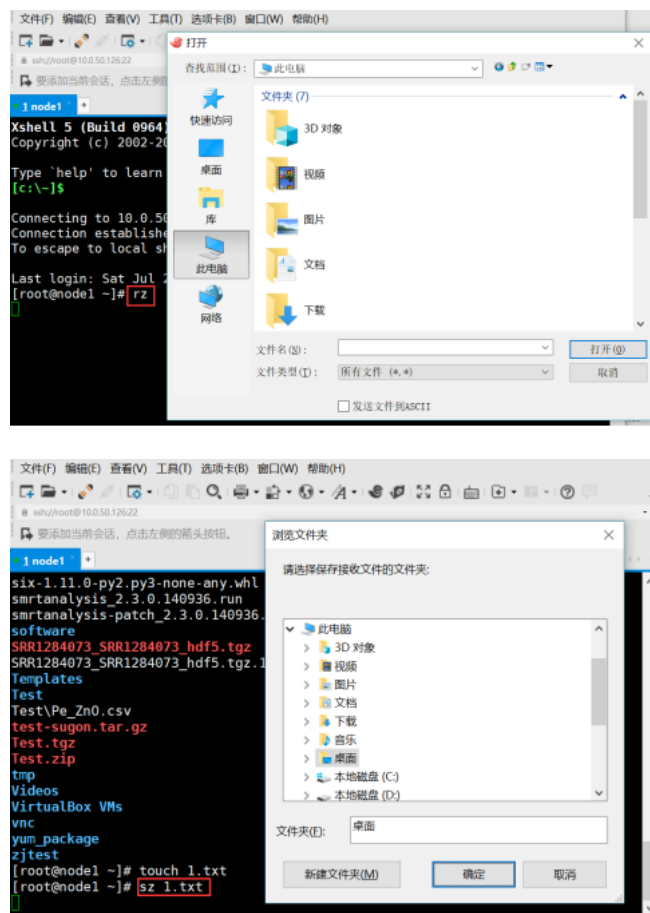 文件(F) 编辑(E) 查看(V) 工具(T) 选项卡(B) 窗口(W) 帮助(H)
ssh://root@10.0.50.126:22
要添加当前会话，点击左侧的
1 node1
Xshell 5 (Build 0964)
Copyright (c) 2002-20
Type `help' to learn
[c:\~]$
Connecting to 10.0.50
Connection establishe
To escape to local sh
Last login: Sat Jul 2
[root@node1 ~]# rz
打开
查找范围(I):
此电脑
快速访问
桌面
库
此电脑
网络
文件夹 (7)
3D 对象
视频
图片
文档
下载
文件名(N):
打开(O)
文件类型(T):
所有文件 (*.*)
取消
发送文件到ASCII
文件(F) 编辑(E) 查看(V) 工具(T) 选项卡(B) 窗口(W) 帮助(H)
ssh://root@10.0.50.126:22
要添加当前会话，点击左侧的箭头按钮。
1 node1
six-1.11.0-py2.py3-none-any.whl
smrtanalysis_2.3.0.140936.run
smrtanalysis-patch_2.3.0.140936.
software
SRR1284073_SRR1284073_hdf5.tgz
SRR1284073_SRR1284073_hdf5.tgz.1
Templates
Test
Test\Pe_ZnO.csv
test-sugon.tar.gz
Test.tgz
Test.zip
tmp
Videos
VirtualBox VMs
vnc
yum_package
zjtest
[root@node1 ~]# touch 1.txt
[root@node1 ~]# sz 1.txt
浏览文件夹
请选择保存接收文件的文件夹:
此电脑
3D 对象
视频
图片
文档
下载
音乐
桌面
本地磁盘 (C:)
本地磁盘 (D:)
文件夹(F):
桌面
新建文件夹(M)
确定
取消